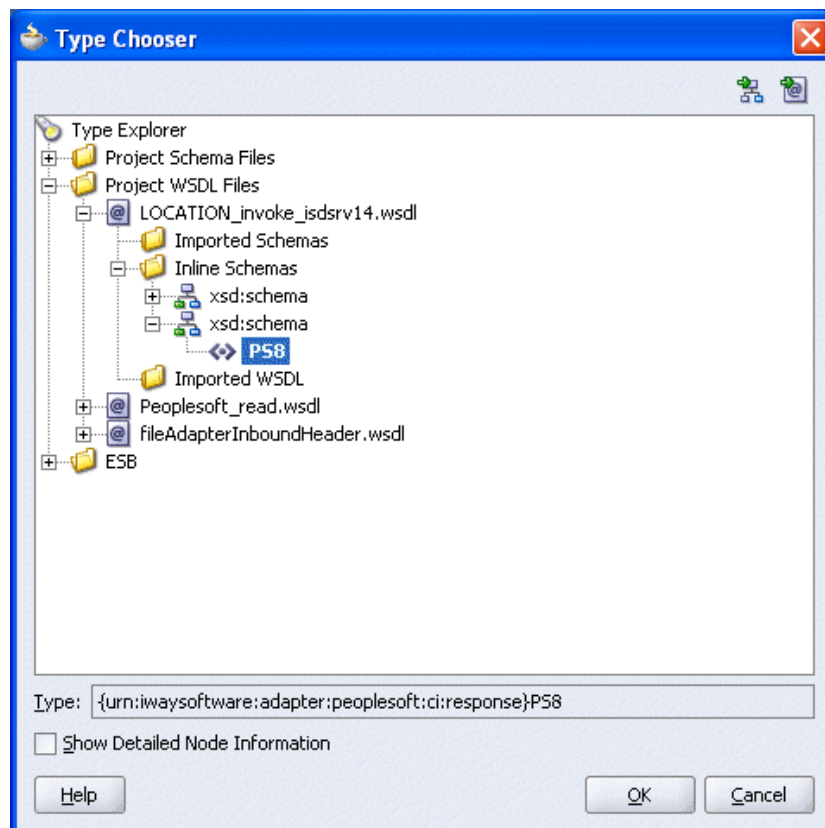 Type Chooser
Type Explorer
Project Schema Files
Project WSDL Files
LOCATION_invoke_isdsrv14.wsdl
Imported Schemas
Inline Schemas
xsd:schema
xsd:schema
PS8
Imported WSDL
Peoplesoft_read.wsdl
fileAdapterInboundHeader.wsdl
ESB
Type: {urn:iwaysoftware:adapter:peoplesoft:ci:response}PS8
Show Detailed Node Information
Help OK Cancel